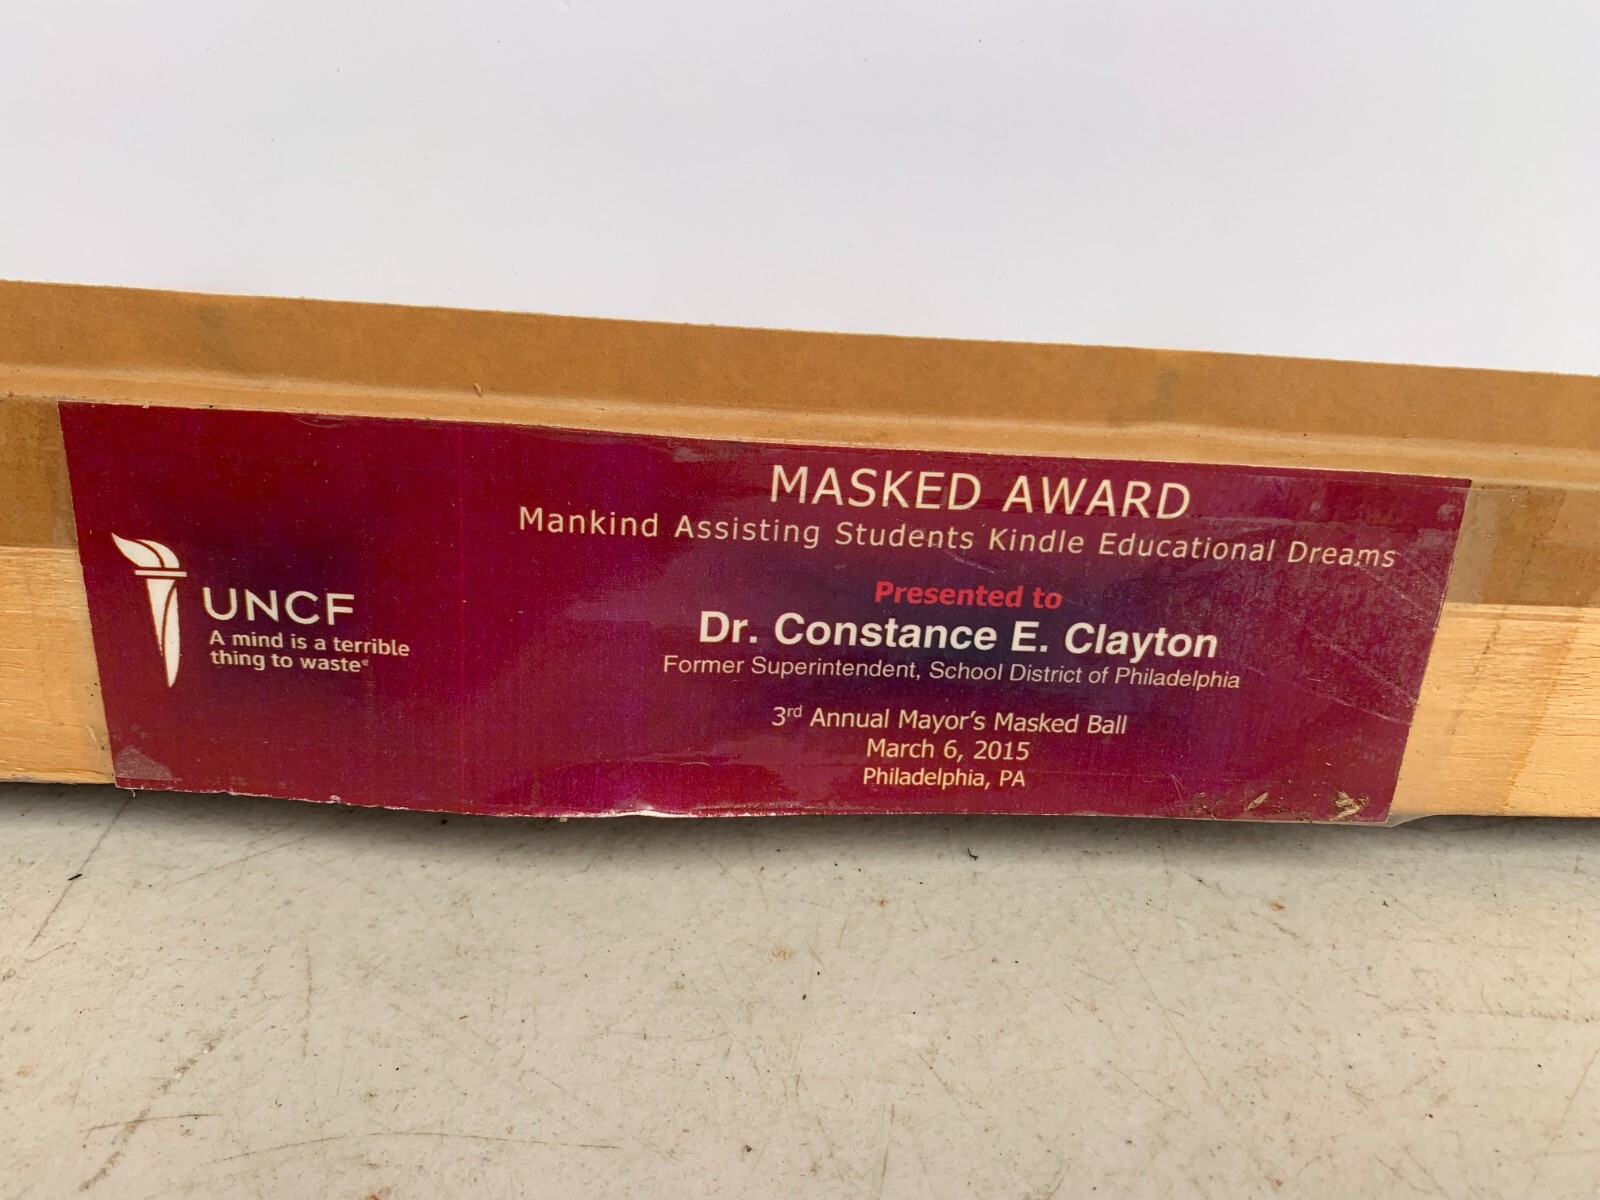 MASKED AWARD
Mankind Assisting Students Kindle Educational Dreams
Presented to
Dr. Constance E. Clayton
Former Superintendent, School District of Philadelphia
3rd Annual Mayor's Masked Ball
March 6, 2015
Philadelphia, PA
UNCF
A mind is a terrible
thing to waste®